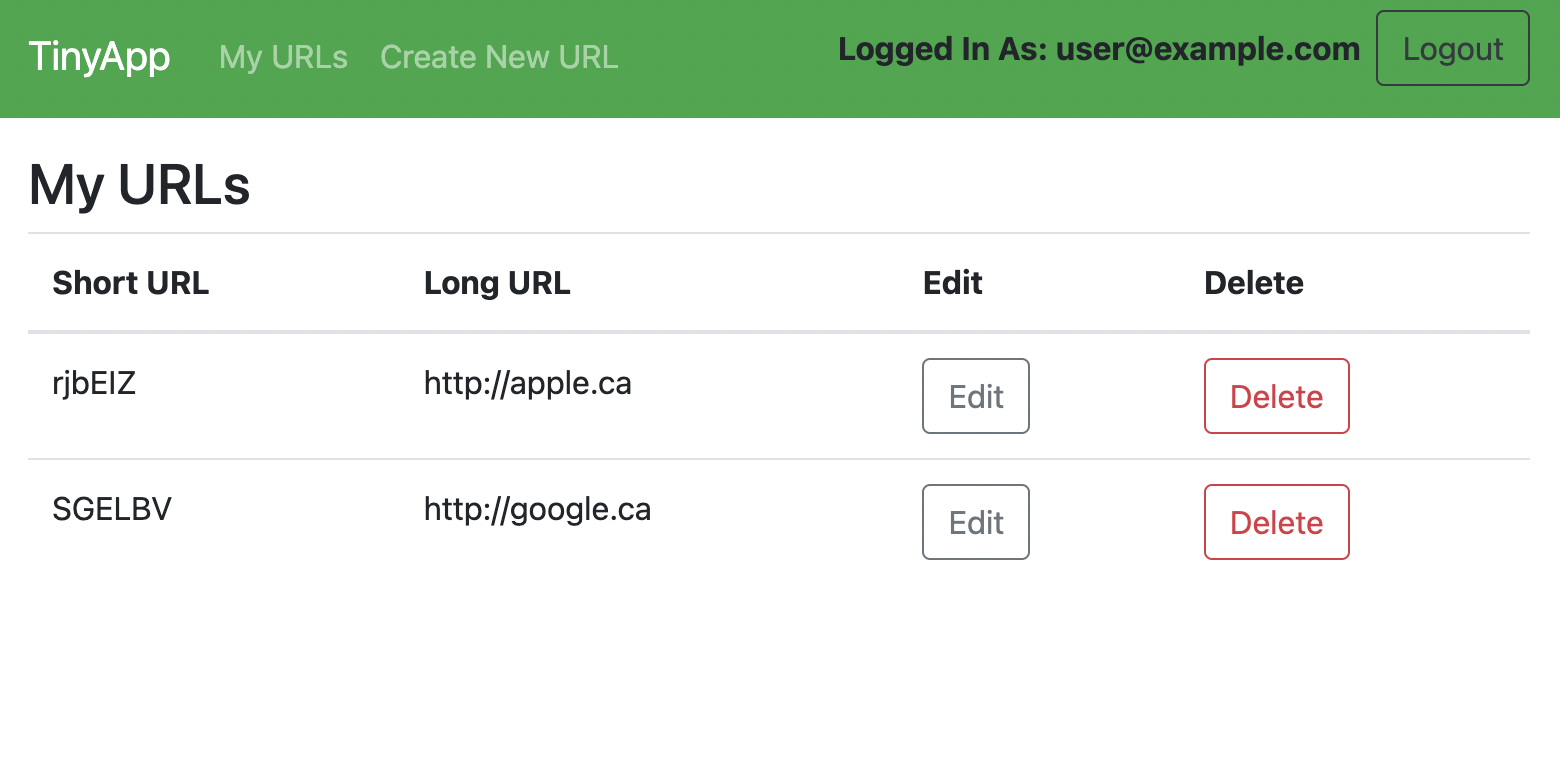 TinyApp My URLs Create New URL Logged In As: user@example.com Logout
My URLs
Short URL Long URL Edit Delete
rjbEIZ http://apple.ca Edit Delete
SGELBV http://google.ca Edit Delete